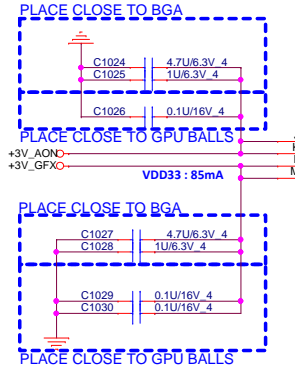 PLACE CLOSE TO BGA
C1024 4.7U/6.3V_4
C1025 1U/6.3V_4
C1026 0.1U/16V_4
PLACE CLOSE TO GPU BALLS
+3V_AON
+3V_GFX
VDD33 : 85mA
PLACE CLOSE TO BGA
C1027 4.7U/6.3V_4
C1028 1U/6.3V_4
C1029 0.1U/16V_4
C1030 0.1U/16V_4
PLACE CLOSE TO GPU BALLS